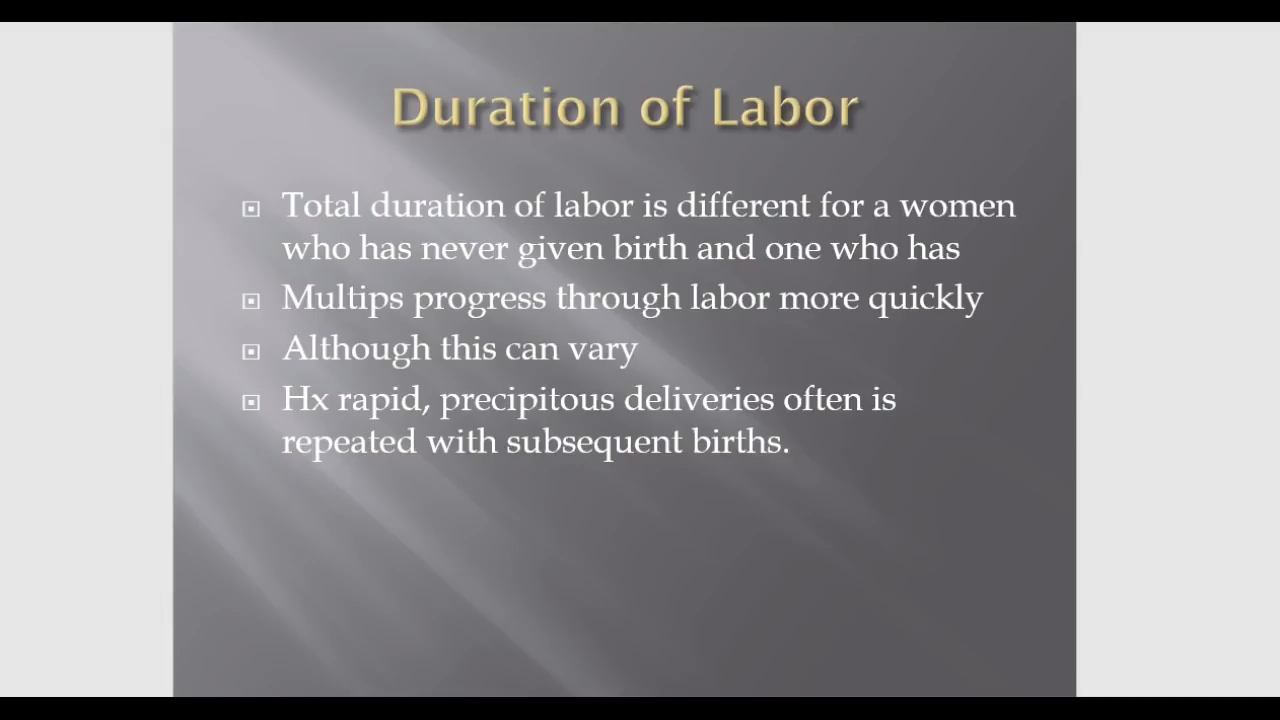 Duration of Labor
Total duration of labor is different for a women
who has never given birth and one who has
Multips progress through labor more quickly
Although this can vary
Hx rapid, precipitous deliveries often is
repeated with subsequent births.